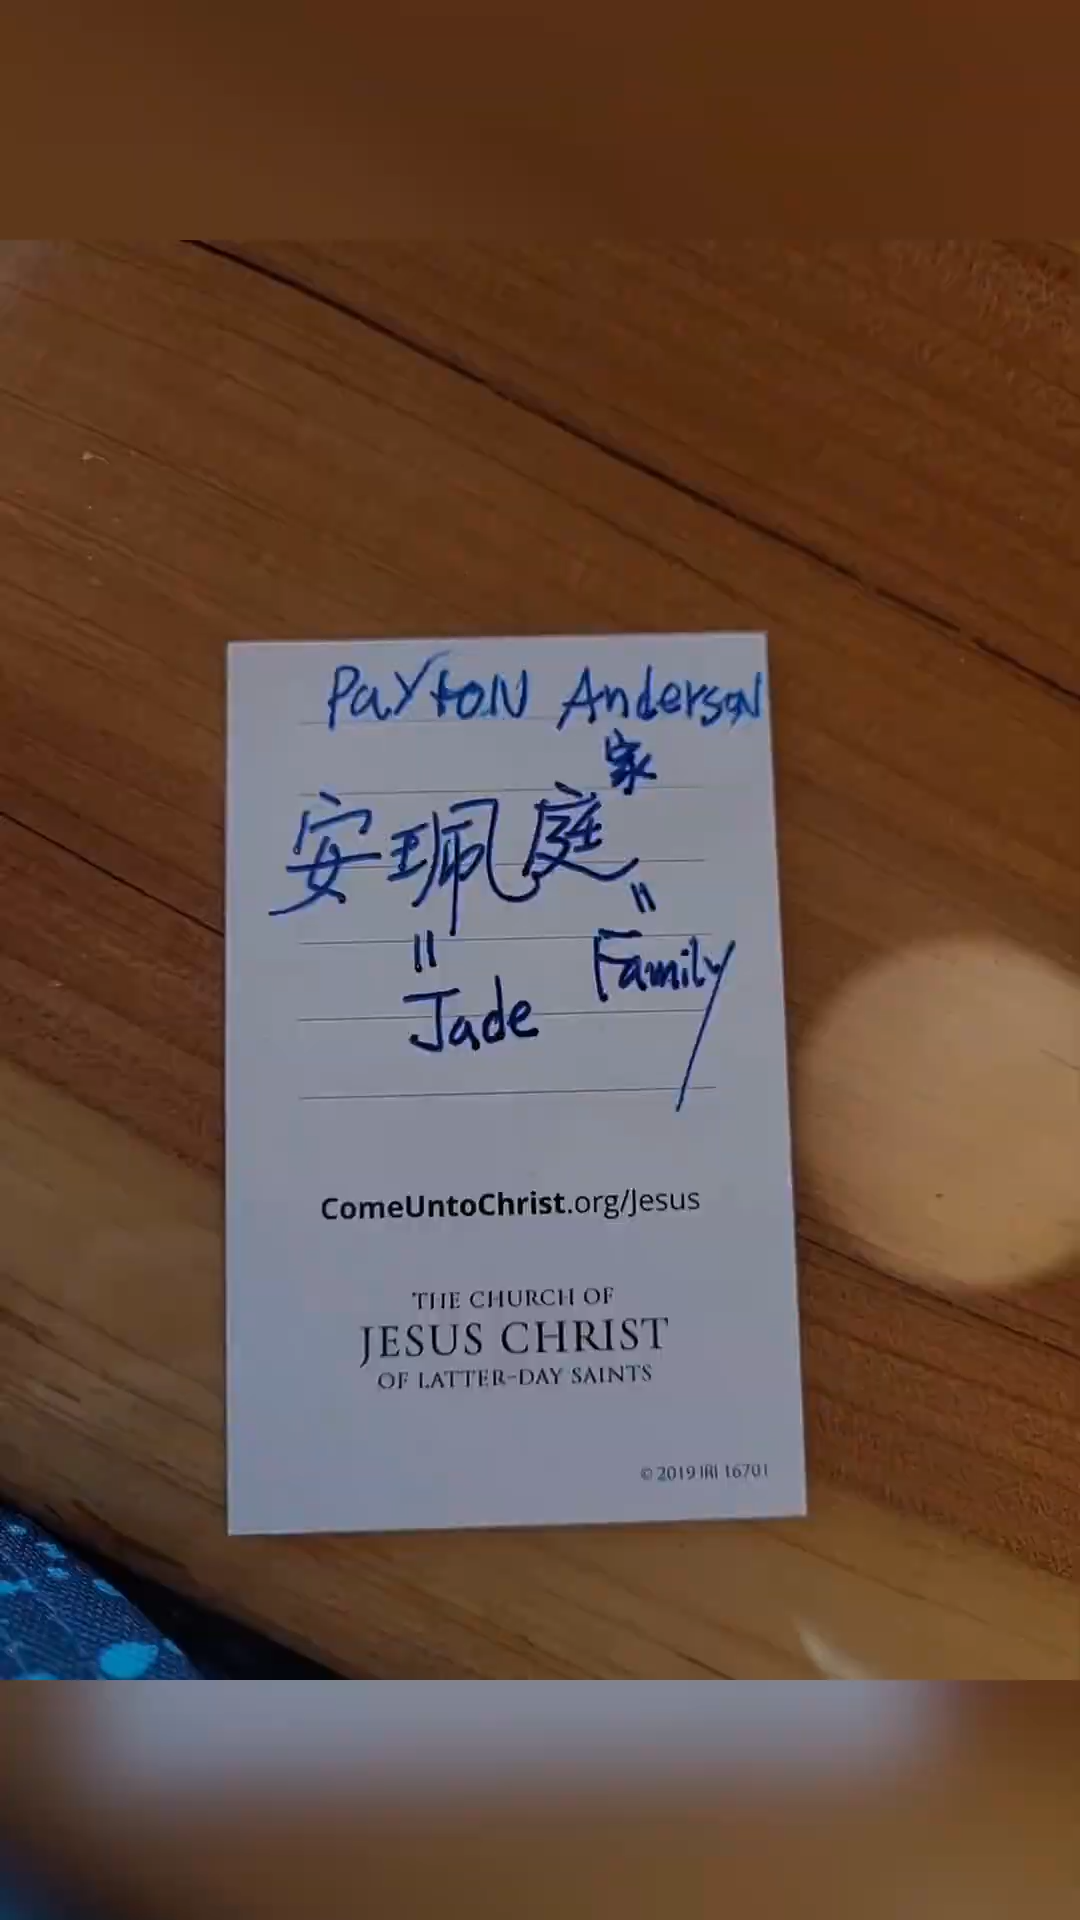 Payton Anderson
家
安珮庭
= =
Jade Family
ComeUntoChrist.org/Jesus
THE CHURCH OF
JESUS CHRIST
OF LATTER-DAY SAINTS
© 2019 IRI 16701